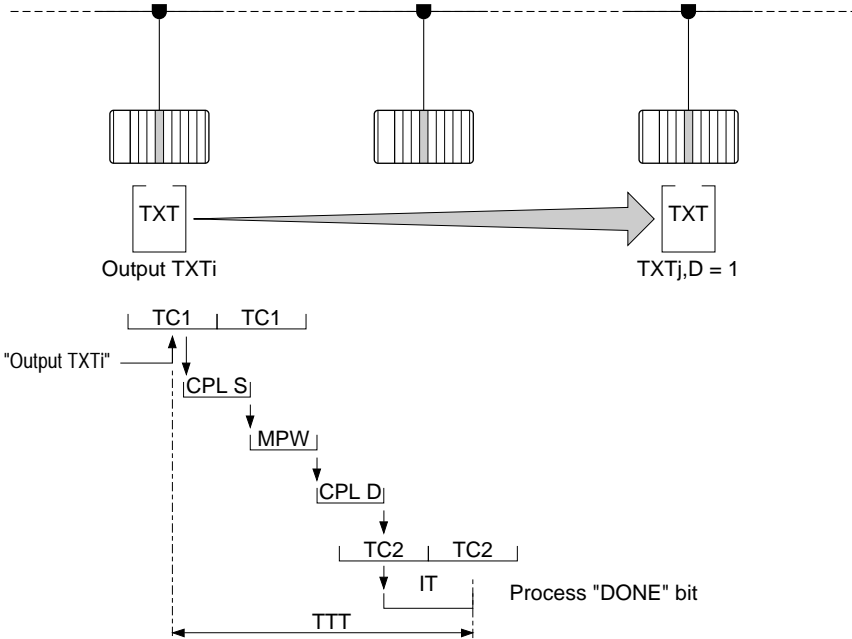 TXT TXT
Output TXTi TXTj,D = 1
TC1 TC1
"Output TXTi"
CPL S
MPW
CPL D
TC2 TC2
IT
Process "DONE" bit
TTT